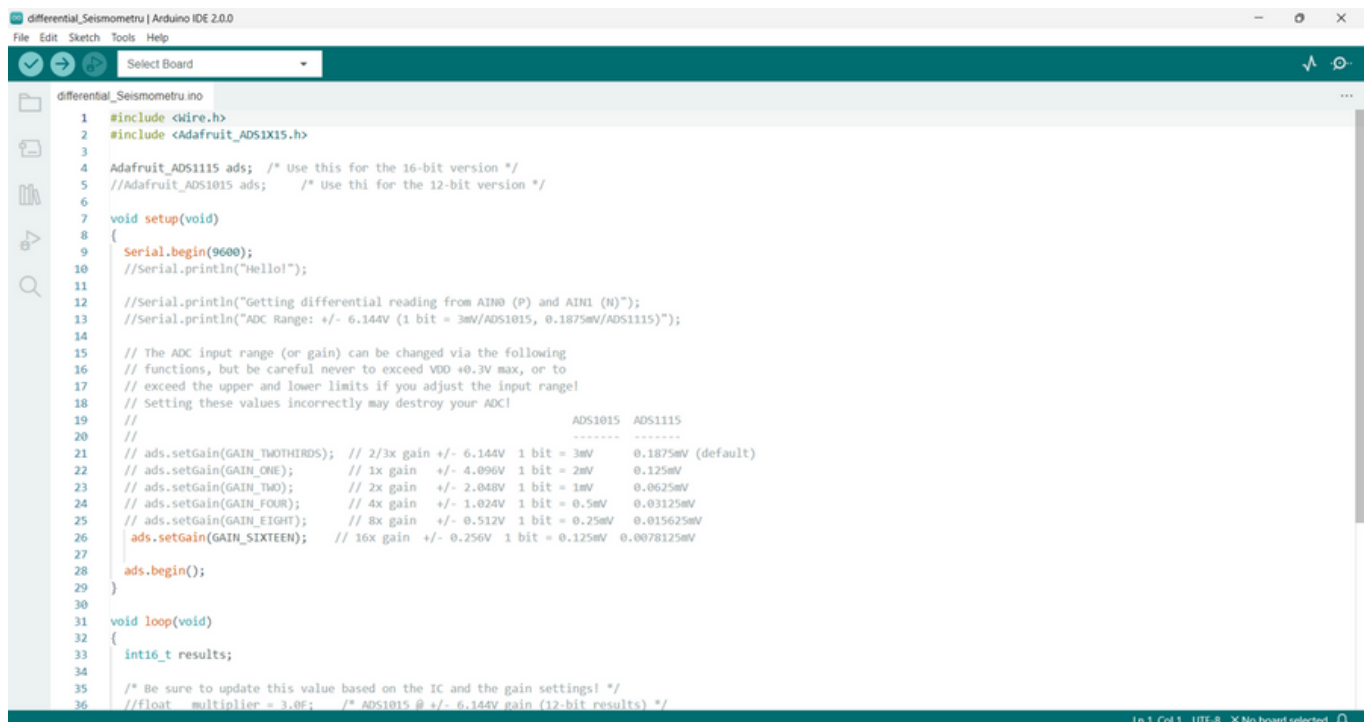 differential_Seismometru | Arduino IDE 2.0.0
File Edit Sketch Tools Help
Select Board
differential_Seismometru.ino
1 #include <Wire.h>
2 #include <Adafruit_ADS1X15.h>
3
4 Adafruit_ADS1115 ads; /* Use this for the 16-bit version */
5 //Adafruit_ADS1015 ads; /* Use thi for the 12-bit version */
6
7 void setup(void)
8 {
9 Serial.begin(9600);
10 //Serial.println("Hello!");
11
12 //Serial.println("Getting differential reading from AIN0 (P) and AIN1 (N)");
13 //Serial.println("ADC Range: +/- 6.144V (1 bit = 3mV/ADS1015, 0.1875mV/ADS1115)");
14
15 // The ADC input range (or gain) can be changed via the following
16 // functions, but be careful never to exceed VDD +0.3V max, or to
17 // exceed the upper and lower limits if you adjust the input range!
18 // Setting these values incorrectly may destroy your ADC!
19 // ADS1015 ADS1115
20 // ------- -------
21 // ads.setGain(GAIN_TWOTHIRDS); // 2/3x gain +/- 6.144V 1 bit = 3mV 0.1875mV (default)
22 // ads.setGain(GAIN_ONE); // 1x gain +/- 4.096V 1 bit = 2mV 0.125mV
23 // ads.setGain(GAIN_TWO); // 2x gain +/- 2.048V 1 bit = 1mV 0.0625mV
24 // ads.setGain(GAIN_FOUR); // 4x gain +/- 1.024V 1 bit = 0.5mV 0.03125mV
25 // ads.setGain(GAIN_EIGHT); // 8x gain +/- 0.512V 1 bit = 0.25mV 0.015625mV
26 ads.setGain(GAIN_SIXTEEN); // 16x gain +/- 0.256V 1 bit = 0.125mV 0.0078125mV
27
28 ads.begin();
29 }
30
31 void loop(void)
32 {
33 int16_t results;
34
35 /* Be sure to update this value based on the IC and the gain settings! */
36 //float multiplier = 3.0F; /* ADS1015 @ +/- 6.144V gain (12-bit results) */
Ln 1, Col 1 UTF-8 X No board selected